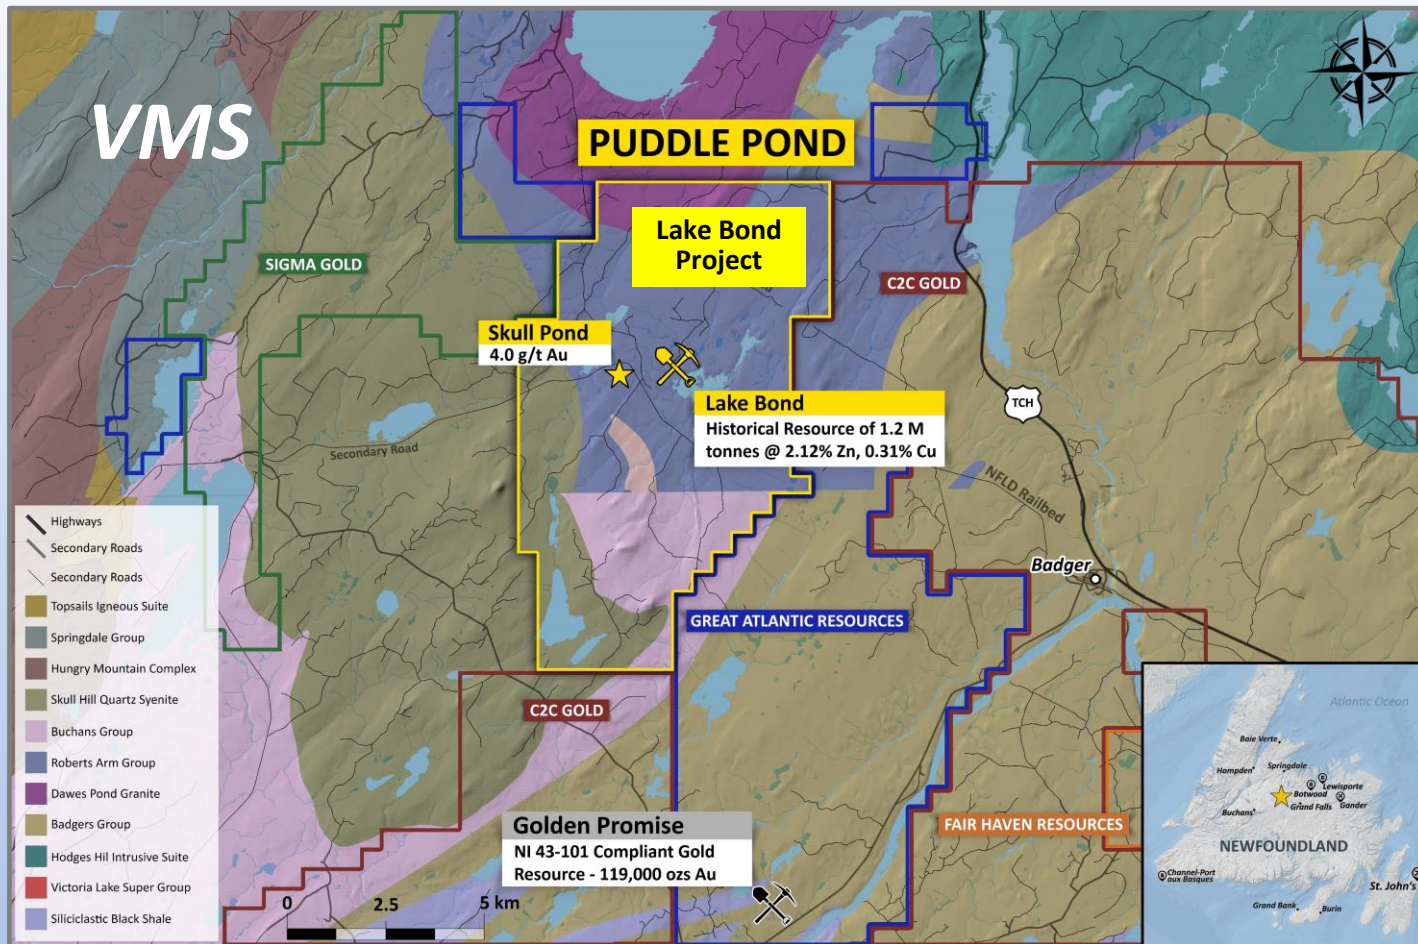 VMS
PUDDLE POND
Lake Bond
Project
SIGMA GOLD
C2C GOLD
Skull Pond
4.0 g/t Au
Lake Bond
Historical Resource of 1.2 M
tonnes @ 2.12% Zn, 0.31% Cu
TCH
Secondary Road
NFLD Railbed
Badger
GREAT ATLANTIC RESOURCES
C2C GOLD
Golden Promise
NI 43-101 Compliant Gold
Resource - 119,000 ozs Au
FAIR HAVEN RESOURCES
Highways
Secondary Roads
Secondary Roads
Topsails Igneous Suite
Springdale Group
Hungry Mountain Complex
Skull Hill Quartz Syenite
Buchans Group
Roberts Arm Group
Dawes Pond Granite
Badgers Group
Hodges Hil Intrusive Suite
Victoria Lake Super Group
Siliciclastic Black Shale
0 2.5 5 km
Atlantic Ocean
Baie Verte
Hampden
Springdale
Lewisporte
Botwood
Buchans
Grand Falls
Gander
NEWFOUNDLAND
Channel-Port
aux Basques
St. John's
Grand Bank
Burin